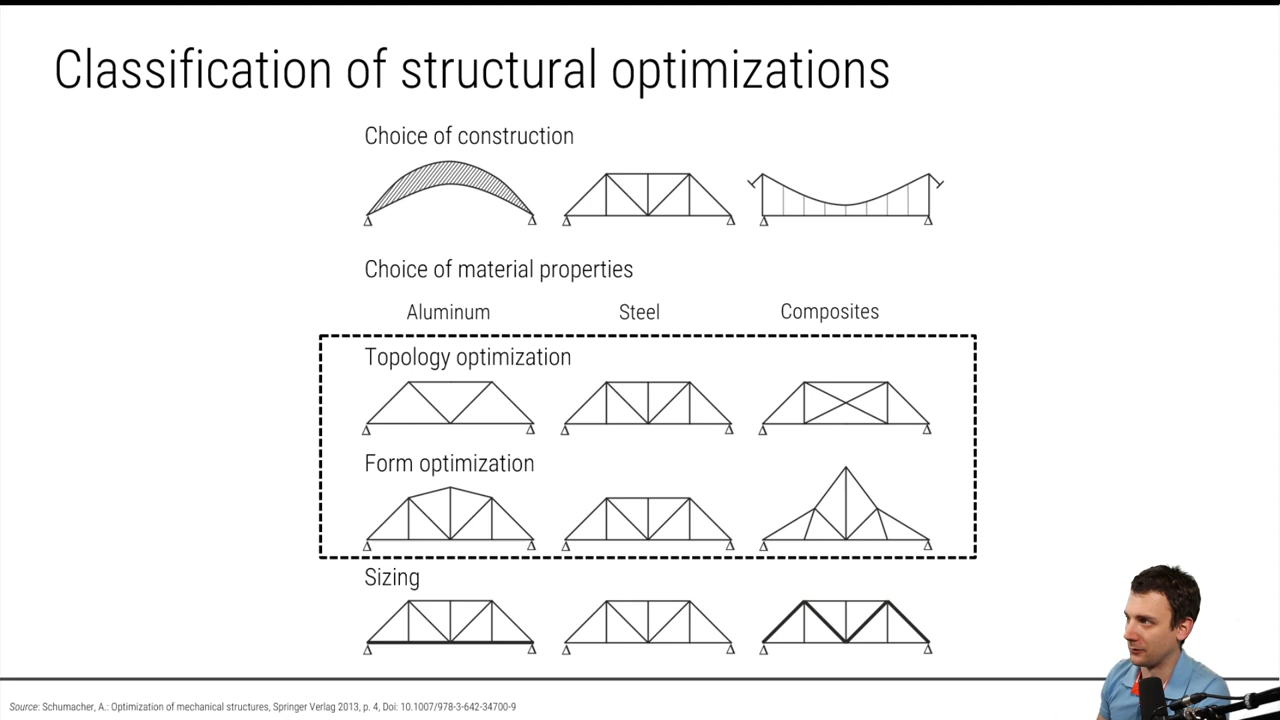 Classification of structural optimizations
Choice of construction
Choice of material properties
Aluminum Steel Composites
Topology optimization
Form optimization
Sizing
Source: Schumacher, A.: Optimization of mechanical structures, Springer Verlag 2013, p. 4, Doi: 10.1007/978-3-642-34700-9